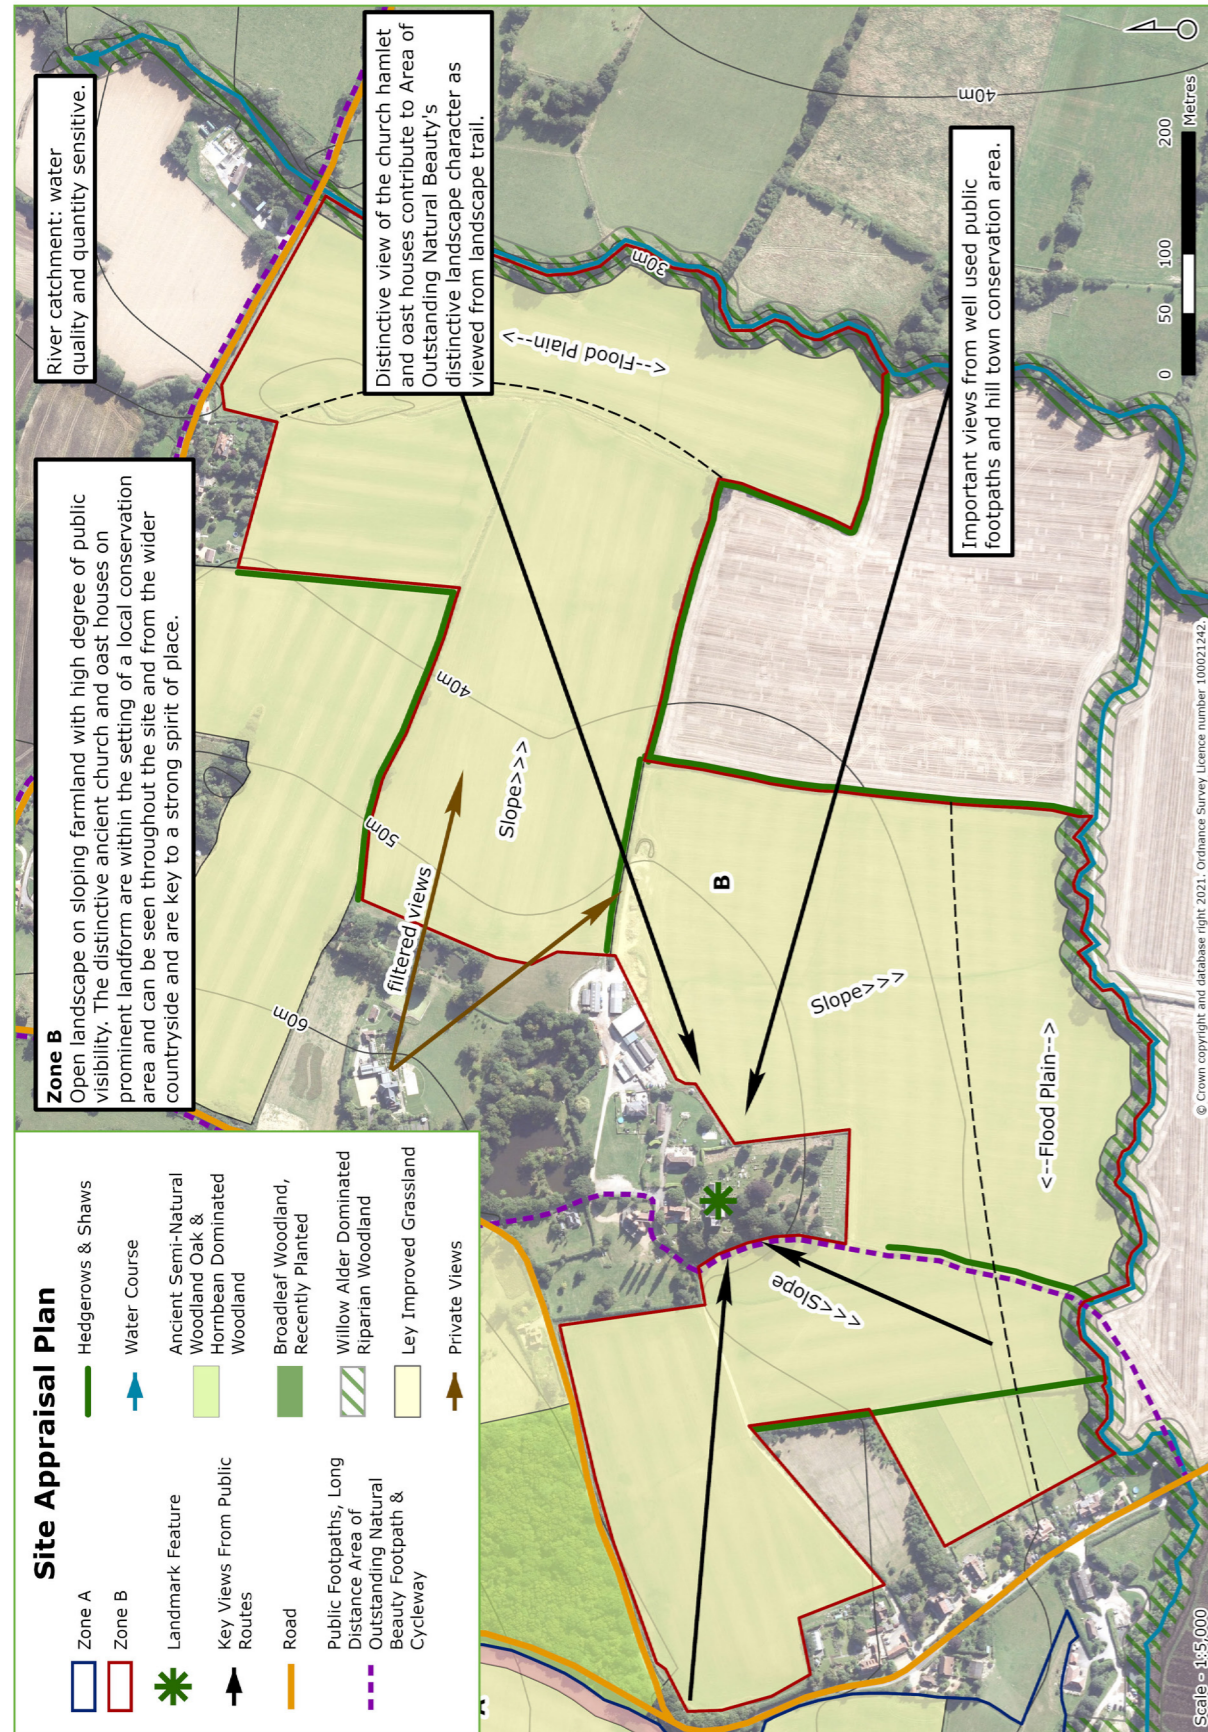 Site Appraisal Plan
Zone A
Zone B
Landmark Feature
Key Views From Public
Routes
Road
Public Footpaths, Long
Distance Area of
Outstanding Natural
Beauty Footpath &
Cycleway
Hedgerows & Shaws
Water Course
Ancient Semi-Natural
Woodland Oak &
Hornbean Dominated
Woodland
Broadleaf Woodland,
Recently Planted
Willow Alder Dominated
Riparian Woodland
Ley Improved Grassland
Private Views
Zone B
Open landscape on sloping farmland with high degree of public
visibility. The distinctive ancient church and oast houses on
prominent landform are within the setting of a local conservation
area and can be seen throughout the site and from the wider
countryside and are key to a strong spirit of place.
River catchment: water
quality and quantity sensitive.
Distinctive view of the church hamlet
and oast houses contribute to Area of
Outstanding Natural Beauty's
distinctive landscape character as
viewed from landscape trail.
Important views from well used public
footpaths and hill town conservation area.
60m
50m
40m
30m
40m
filtered views
Slope>>>
<--Flood Plain-->
B
Slope>>>
<<<Slope
<--Flood Plain-->
A
0 50 100 200
Metres
Scale - 1:5,000
© Crown copyright and database right 2021. Ordnance Survey Licence number 100021242.